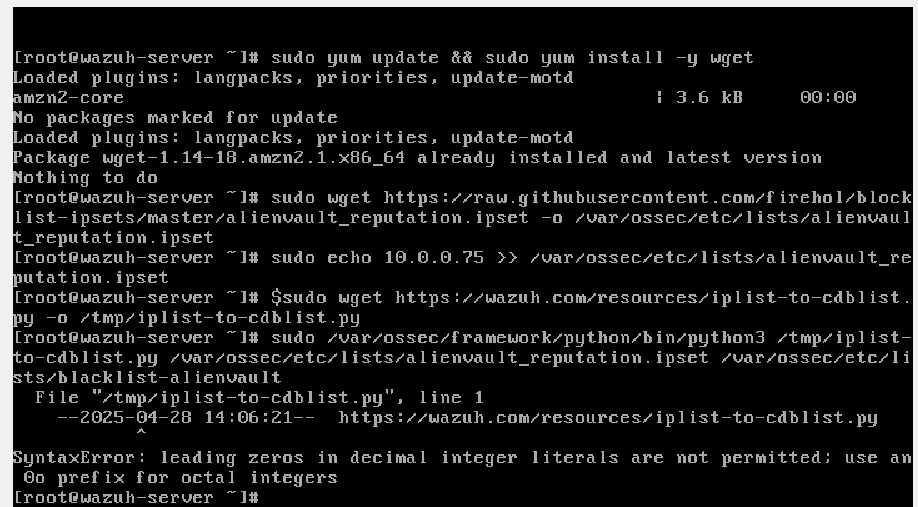 [root@wazuh-server ~]# sudo yum update && sudo yum install -y wget
Loaded plugins: langpacks, priorities, update-motd
amzn2-core | 3.6 kB 00:00
No packages marked for update
Loaded plugins: langpacks, priorities, update-motd
Package wget-1.14-18.amzn2.1.x86_64 already installed and latest version
Nothing to do
[root@wazuh-server ~]# sudo wget https://raw.githubusercontent.com/firehol/block
list-ipsets/master/alienvault_reputation.ipset -o /var/ossec/etc/lists/alienvaul
t_reputation.ipset
[root@wazuh-server ~]# sudo echo 10.0.0.75 >> /var/ossec/etc/lists/alienvault_re
putation.ipset
[root@wazuh-server ~]# $sudo wget https://wazuh.com/resources/iplist-to-cdblist.
py -o /tmp/iplist-to-cdblist.py
[root@wazuh-server ~]# sudo /var/ossec/framework/python/bin/python3 /tmp/iplist-
to-cdblist.py /var/ossec/etc/lists/alienvault_reputation.ipset /var/ossec/etc/li
sts/blacklist-alienvault
File "/tmp/iplist-to-cdblist.py", line 1
--2025-04-28 14:06:21-- https://wazuh.com/resources/iplist-to-cdblist.py
^
SyntaxError: leading zeros in decimal integer literals are not permitted; use an
0o prefix for octal integers
[root@wazuh-server ~]#